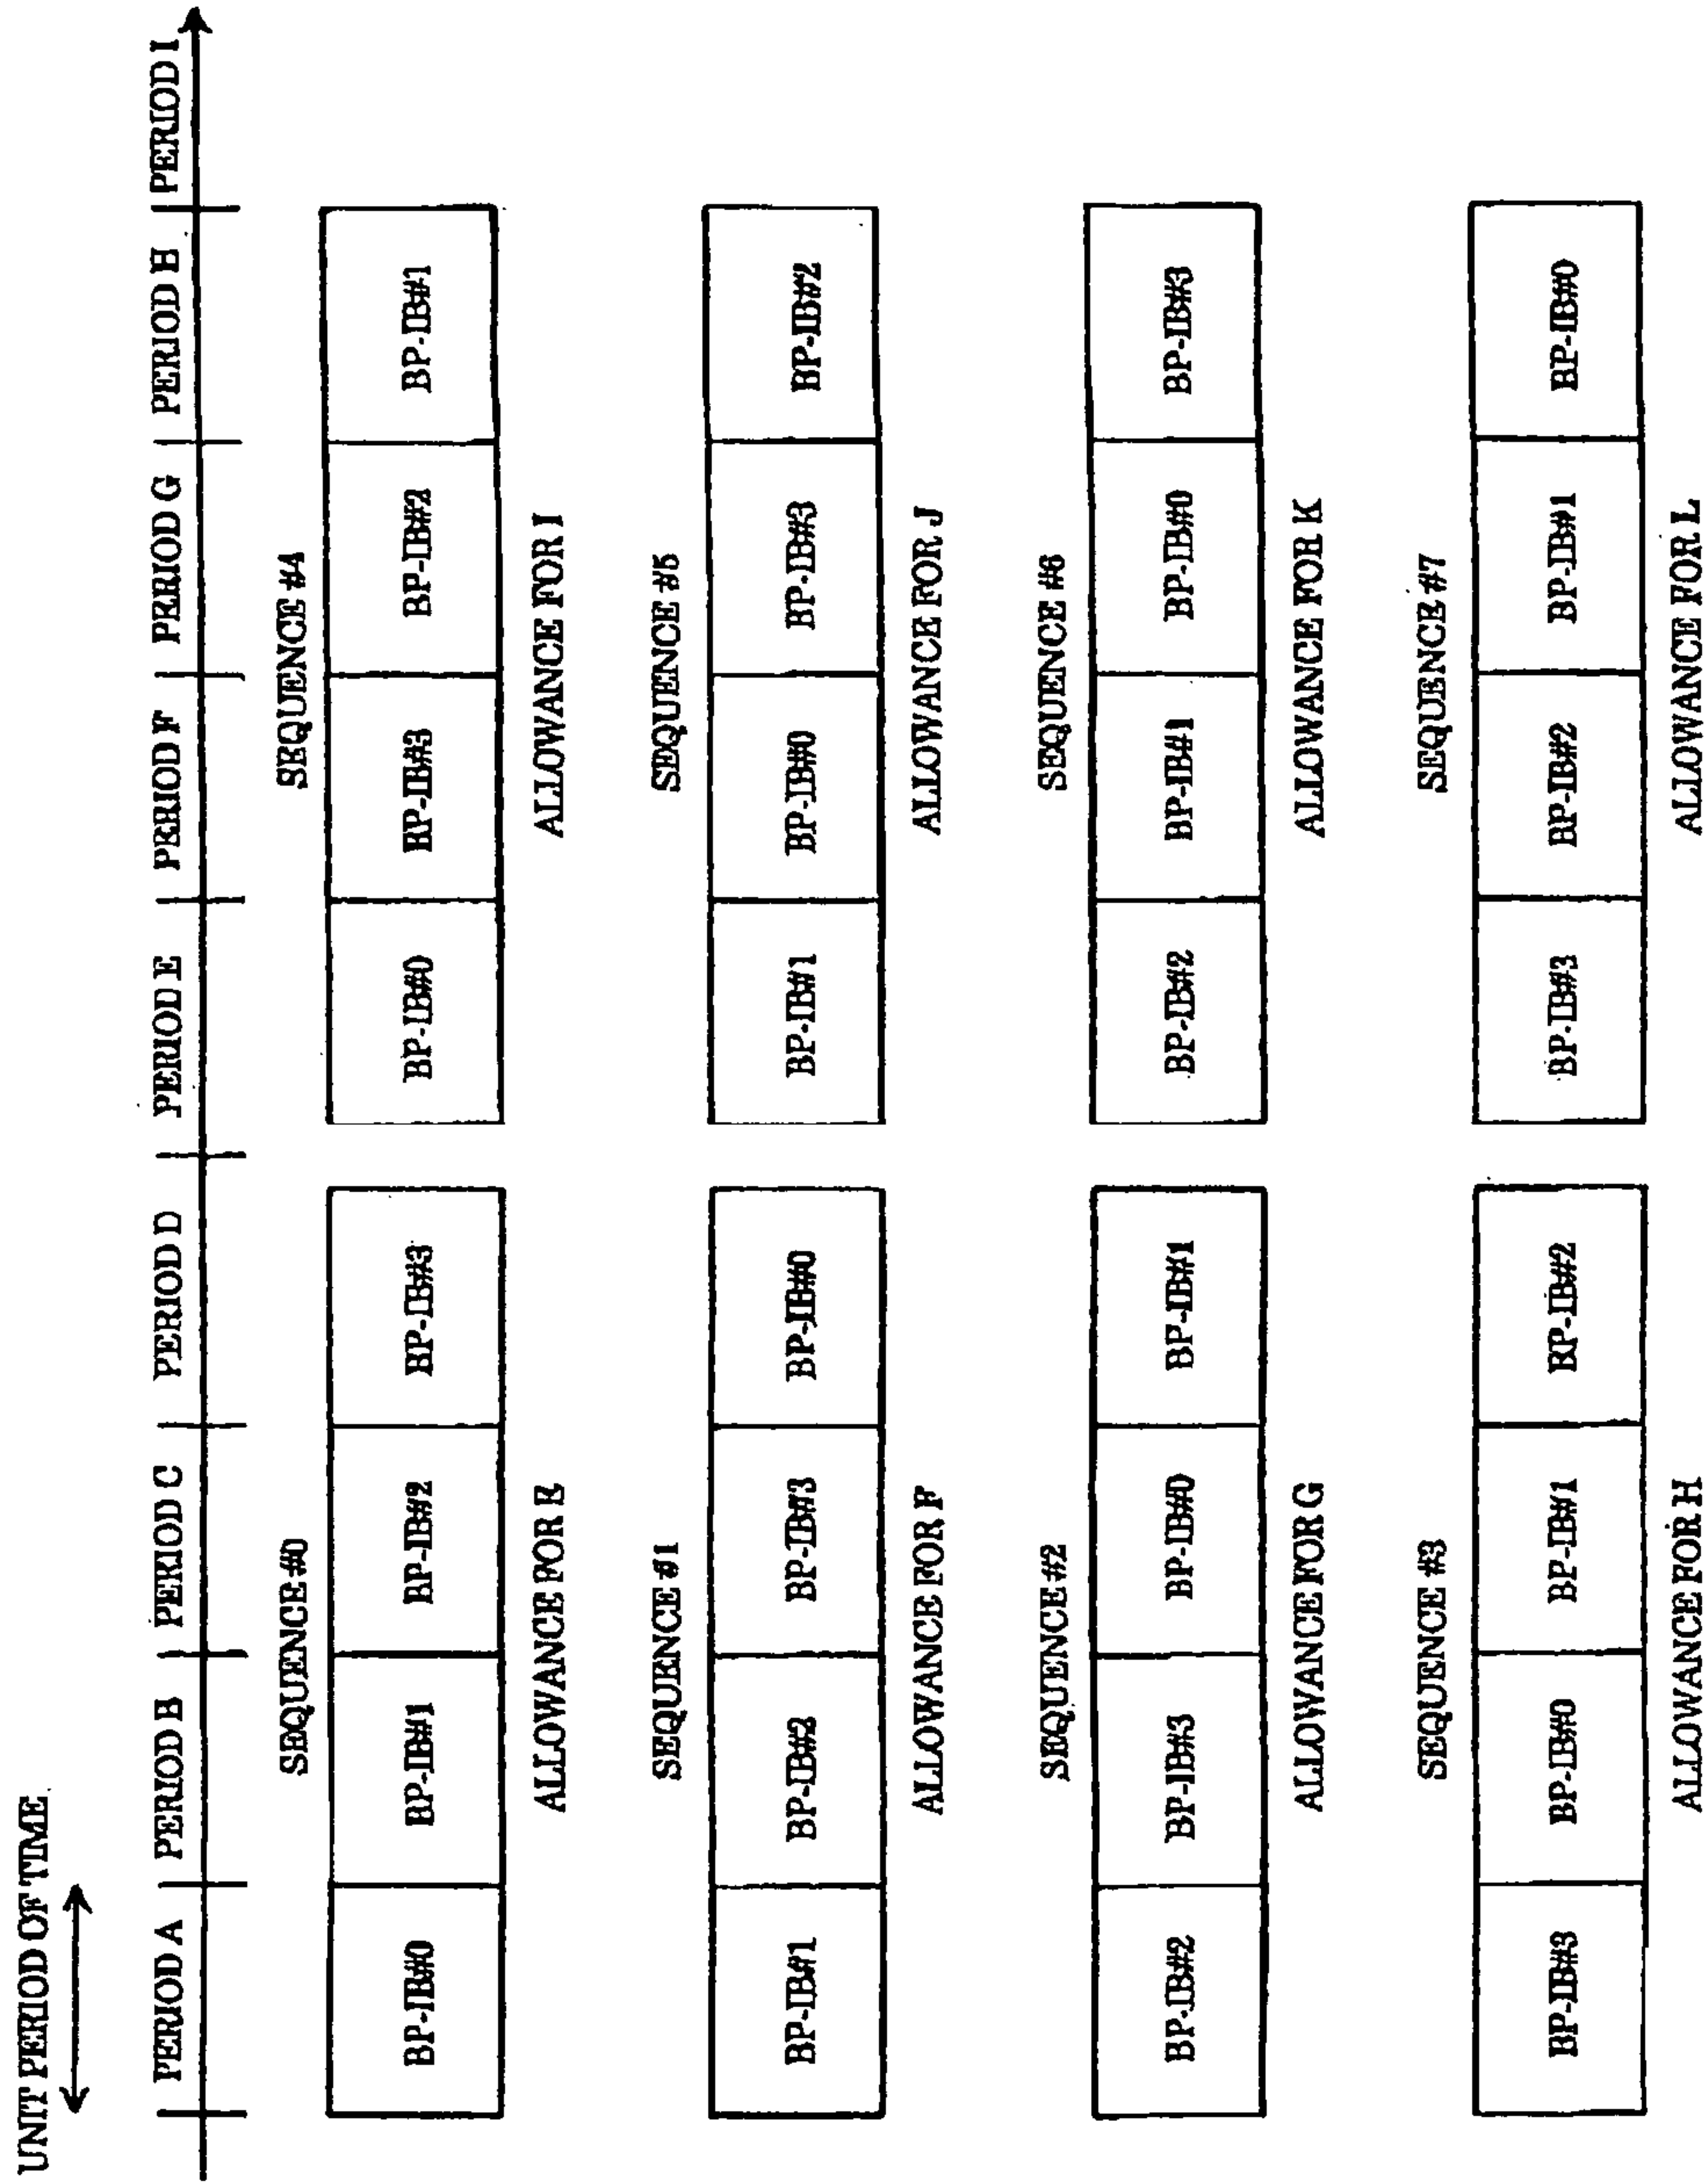 UNIT PERIOD OF TIME
PERIOD A PERIOD B PERIOD C PERIOD D PERIOD E PERIOD F PERIOD G PERIOD H PERIOD I
SEQUENCE #0 SEQUENCE #4
BP-IB#0 BP-IB#1 BP-IB#2 BP-IB#3 BP-IB#0 BP-IB#3 BP-IB#2 BP-IB#1
ALLOWANCE FOR E ALLOWANCE FOR I
SEQUENCE #1 SEQUENCE #5
BP-IB#1 BP-IB#2 BP-IB#3 BP-IB#0 BP-IB#1 BP-IB#0 BP-IB#3 BP-IB#2
ALLOWANCE FOR F ALLOWANCE FOR J
SEQUENCE #2 SEQUENCE #6
BP-IB#2 BP-IB#3 BP-IB#0 BP-IB#1 BP-IB#2 BP-IB#1 BP-IB#0 BP-IB#3
ALLOWANCE FOR G ALLOWANCE FOR K
SEQUENCE #3 SEQUENCE #7
BP-IB#3 BP-IB#0 BP-IB#1 BP-IB#2 BP-IB#3 BP-IB#2 BP-IB#1 BP-IB#0
ALLOWANCE FOR H ALLOWANCE FOR L